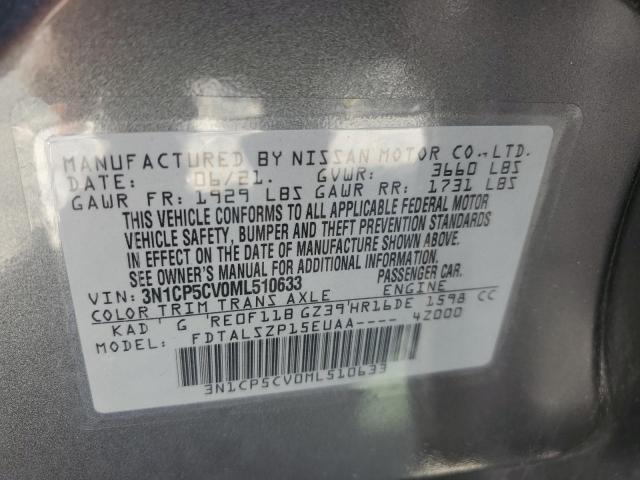 MANUFACTURED BY NISSAN MOTOR CO.,LTD.
DATE: 06/21. GVWR: 3660 LBS
GAWR FR: 1929 LBS GAWR RR: 1731 LBS
THIS VEHICLE CONFORMS TO ALL APPLICABLE FEDERAL MOTOR
VEHICLE SAFETY, BUMPER AND THEFT PREVENTION STANDARDS
IN EFFECT ON THE DATE OF MANUFACTURE SHOWN ABOVE.
SEE OWNER'S MANUAL FOR ADDITIONAL INFORMATION.
VIN: 3N1CP5CV0ML510633 PASSENGER CAR.
COLOR TRIM TRANS AXLE ENGINE
KAD G RE0F11B GZ39 HR16DE 1598 CC
MODEL: FDTALSZP15EUAA---- 4Z000
3N1CP5CV0ML510633